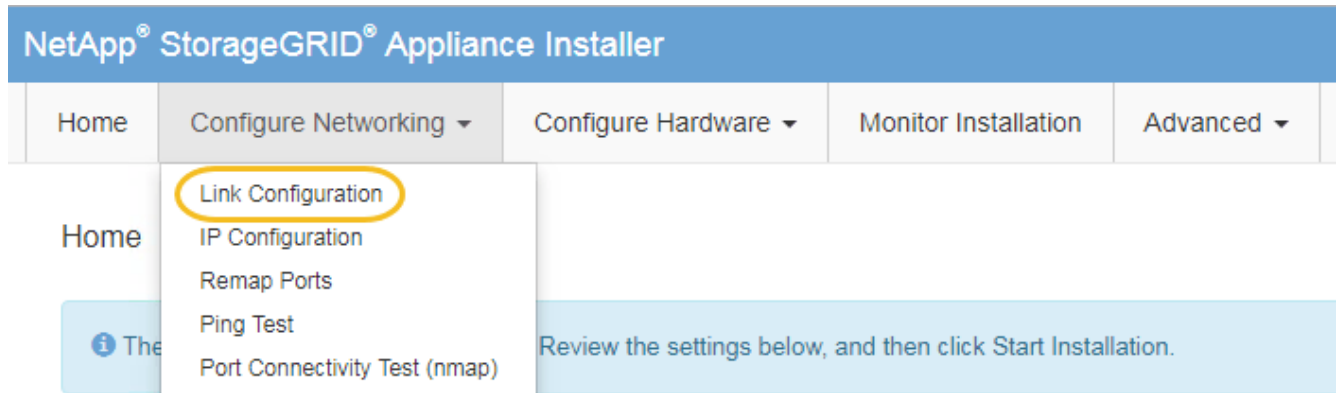 NetApp® StorageGRID® Appliance Installer
Home Configure Networking Configure Hardware Monitor Installation Advanced
Link Configuration
Home
IP Configuration
Remap Ports
Ping Test
The Review the settings below, and then click Start Installation.
Port Connectivity Test (nmap)